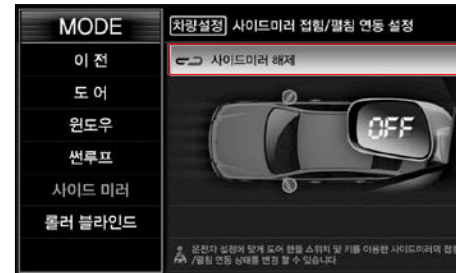 MODE
차량설정 사이드미러 접힘/펼침 연동 설정
이 전
사이드미러 해제
도 어
윈도우
OFF
썬루프
사이드 미러
롤러 블라인드
운전자 설정에 맞게 도어 핸들 스위치 및 키를 이용한 사이드미러의 접힘
/펼침 연동 상태를 변경 할 수 있습니다.